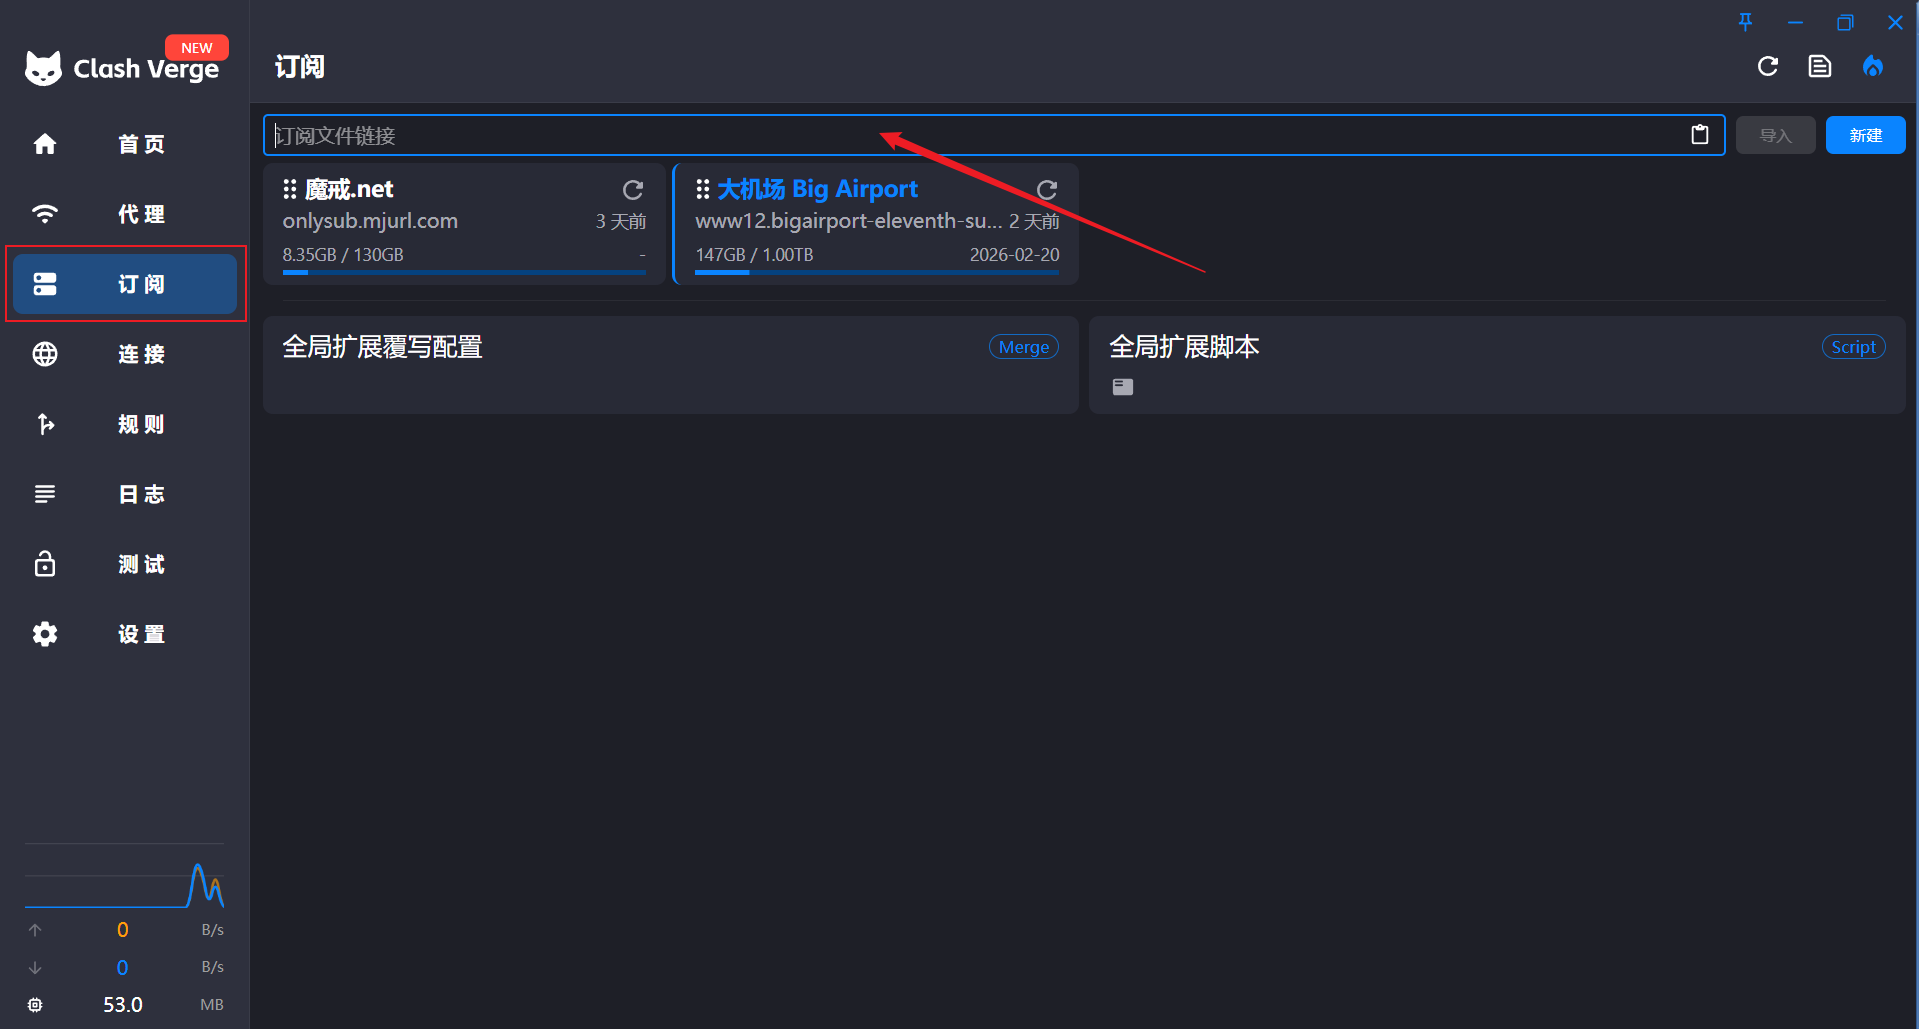 NEW
Clash Verge
首页
代理
订阅
连接
规则
日志
测试
设置
0 B/s
0 B/s
53.0 MB
订阅
订阅文件链接
导入
新建
魔戒.net
onlysub.mjurl.com 3 天前
8.35GB / 130GB -
大机场 Big Airport
www12.bigairport-eleventh-su... 2 天前
147GB / 1.00TB 2026-02-20
全局扩展覆写配置 Merge
全局扩展脚本 Script